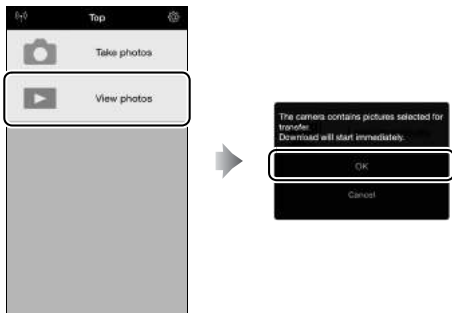 Top
Take photos
View photos
The camera contains pictures selected for
transfer.
Download will start immediately.
OK
Cancel